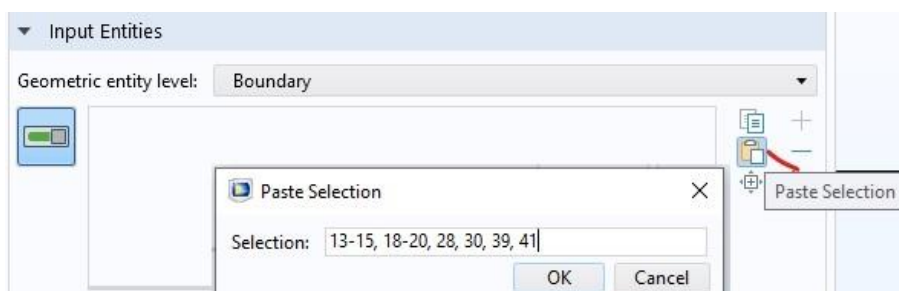 Input Entities
Geometric entity level: Boundary
Paste Selection
Paste Selection
Selection: 13-15, 18-20, 28, 30, 39, 41
OK Cancel